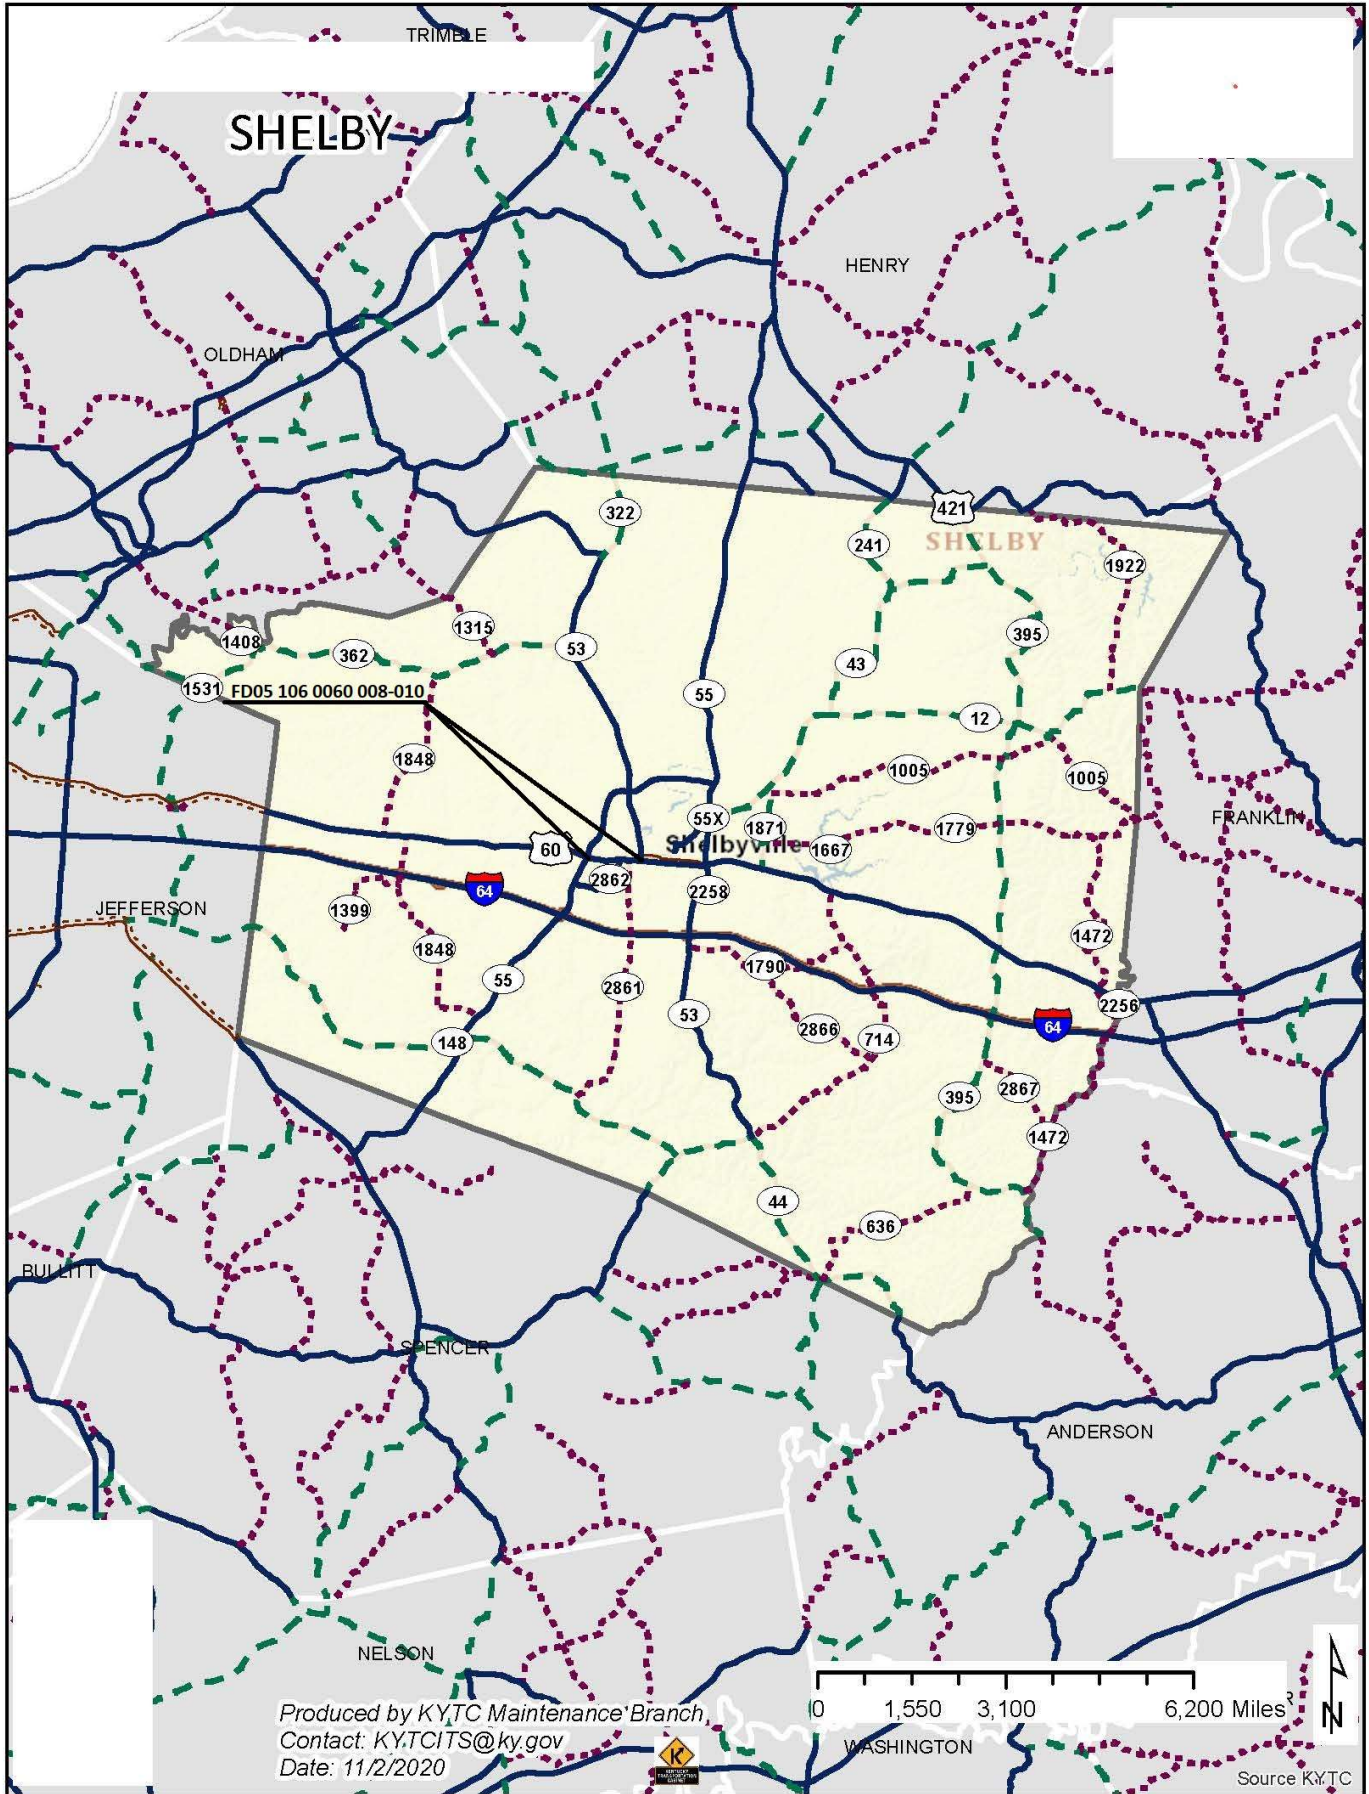 TRIMBLE
SHELBY
HENRY
OLDHAM
322
421
241
SHELBY
1922
1315
395
1408
362
53
43
1531
FD05 106 0060 008-010
55
12
1848
1005
1005
55X
1871
1779
FRANKLIN
Shelbyville
1667
60
2862
64
2258
JEFFERSON
1399
1472
1848
1790
55
2861
2256
53
2866
64
714
148
395
2867
1472
44
636
BULLITT
SPENCER
ANDERSON
NELSON
0 1,550 3,100 6,200 Miles
R
N
Produced by KYTC Maintenance Branch
Contact: KYTCITS@ky.gov
Date: 11/2/2020
WASHINGTON
Source KYTC